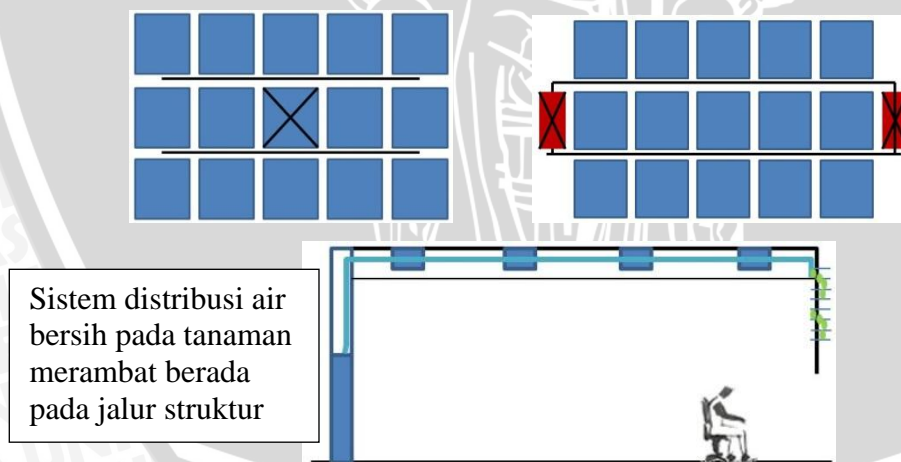 Sistem distribusi air
bersih pada tanaman
merambat berada
pada jalur struktur